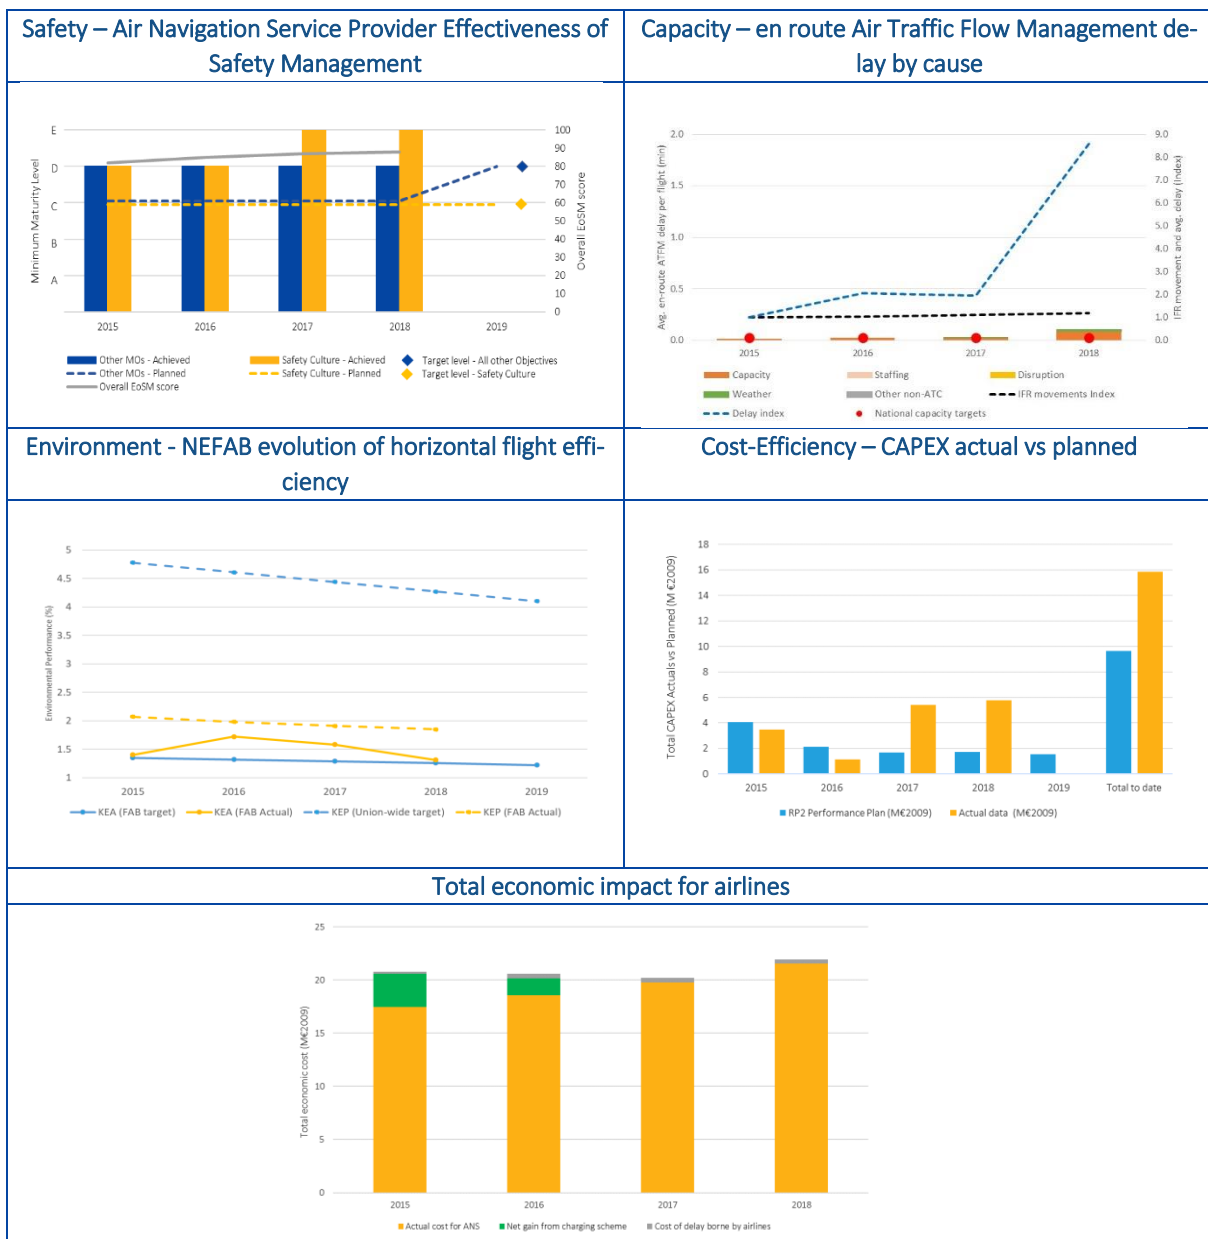 Safety – Air Navigation Service Provider Effectiveness of
Safety Management
Capacity – en route Air Traffic Flow Management de-
lay by cause
Minimum Maturity Level
E
D
C
B
A
100
90
80
70
60
50
40
30
20
10
0
Overall EoSM score
2015 2016 2017 2018 2019
Other MOs - Achieved Safety Culture - Achieved Target level - All other Objectives
Other MOs - Planned Safety Culture - Planned Target level - Safety Culture
Overall EoSM score
Avg. en-route ATFM delay per flight (min)
2.0
1.5
1.0
0.5
0.0
9.0
8.0
7.0
6.0
5.0
4.0
3.0
2.0
1.0
0.0
IFR movement and avg. delay (Index)
2015 2016 2017 2018
Capacity Staffing Disruption
Weather Other non-ATC IFR movements Index
Delay index National capacity targets
Environment - NEFAB evolution of horizontal flight effi-
ciency
Cost-Efficiency – CAPEX actual vs planned
Environmental Performance (%)
5
4.5
4
3.5
3
2.5
2
1.5
1
2015 2016 2017 2018 2019
KEA (FAB target) KEA (FAB Actual) KEP (Union-wide target) KEP (FAB Actual)
Total CAPEX Actuals vs Planned (M €2009)
18
16
14
12
10
8
6
4
2
0
2015 2016 2017 2018 2019 Total to date
RP2 Performance Plan (M€2009) Actual data (M€2009)
Total economic impact for airlines
Total economic cost (M€2009)
25
20
15
10
5
0
2015 2016 2017 2018
Actual cost for ANS Net gain from charging scheme Cost of delay borne by airlines